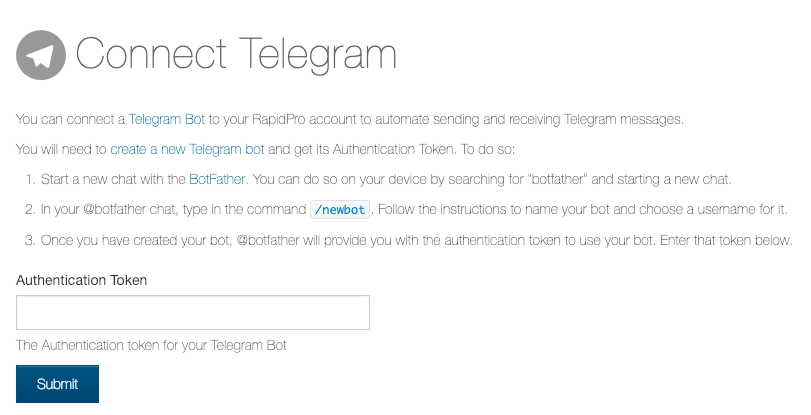 Connect Telegram
You can connect a Telegram Bot to your RapidPro account to automate sending and receiving Telegram messages.
You will need to create a new Telegram bot and get its Authentication Token. To do so:
1. Start a new chat with the BotFather. You can do so on your device by searching for "botfather" and starting a new chat.
2. In your @botfather chat, type in the command /newbot. Follow the instructions to name your bot and choose a username for it.
3. Once you have created your bot, @botfather will provide you with the authentication token to use your bot. Enter that token below.
Authentication Token
The Authentication token for your Telegram Bot
Submit